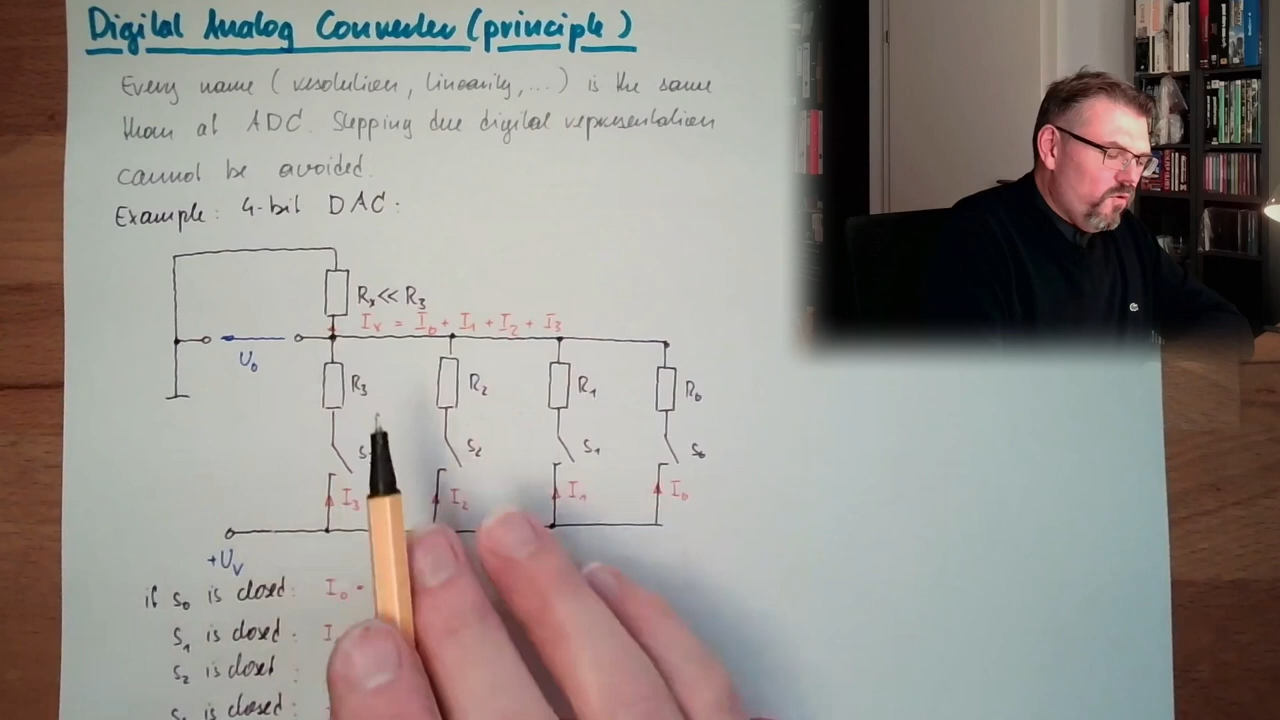 Digital Analog Converter (principle)
Every name (resolution, linearity, ...) is the same
than at ADC. Stepping due digital representation
cannot be avoided.
Example: 4-bit DAC:
Rx << R3
Ix = I0 + I1 + I2 + I3
U0
R3 R2 R1 R0
S2 S1 S0
I3 I2 I1 I0
+UV
if S0 is closed: I0
S1 is closed: I
S2 is closed
is closed: